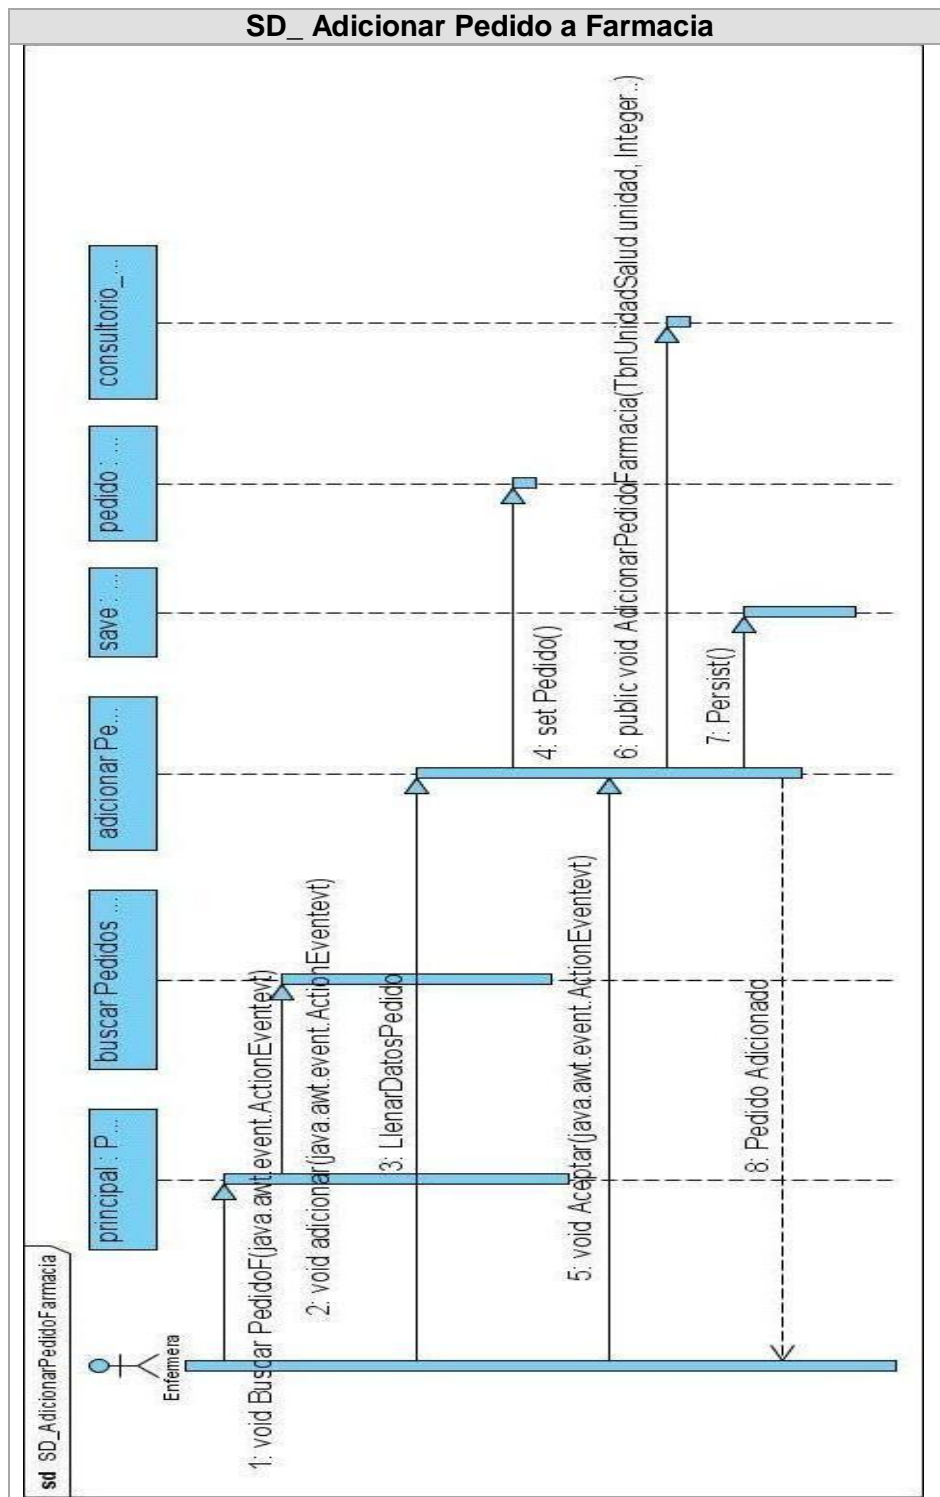 SD_ Adicionar Pedido a Farmacia
sd SD_AdicionarPedidoFarmacia
Enfermera
principal : P...
buscar Pedidos ...
adicionar Pe...
save : ...
pedido : ...
consultorio_...
1: void Buscar PedidoF(java.awt.event.ActionEventevt)
2: void adicionar(java.awt.event.ActionEventevt)
3: LlenarDatosPedido
4: set Pedido()
5: void Aceptar(java.awt.event.ActionEventevt)
6: public void AdicionarPedidoFarmacia(TbnUnidadSalud unidad, Integer..)
7: Persist()
8: Pedido Adicionado